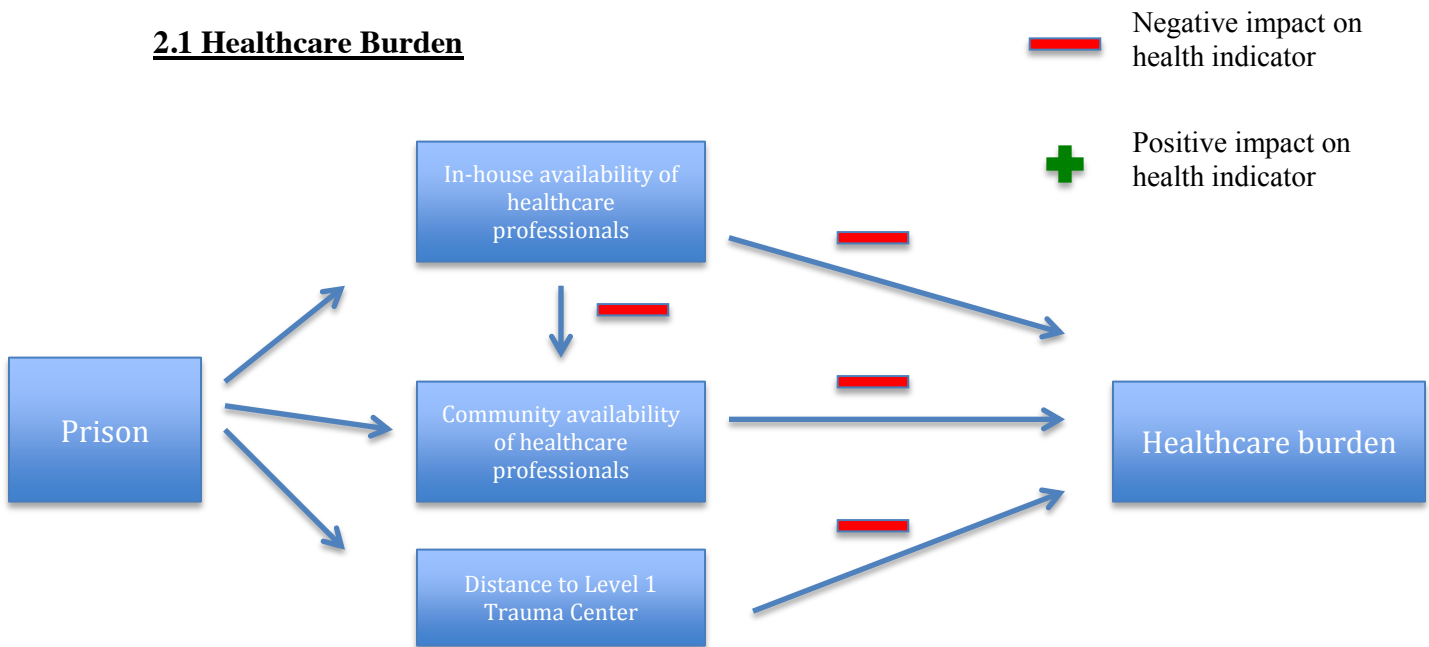 2.1 Healthcare Burden
Negative impact on
health indicator
Positive impact on
health indicator
In-house availability of
healthcare
professionals
Prison
Community availability
of healthcare
professionals
Healthcare burden
Distance to Level 1
Trauma Center